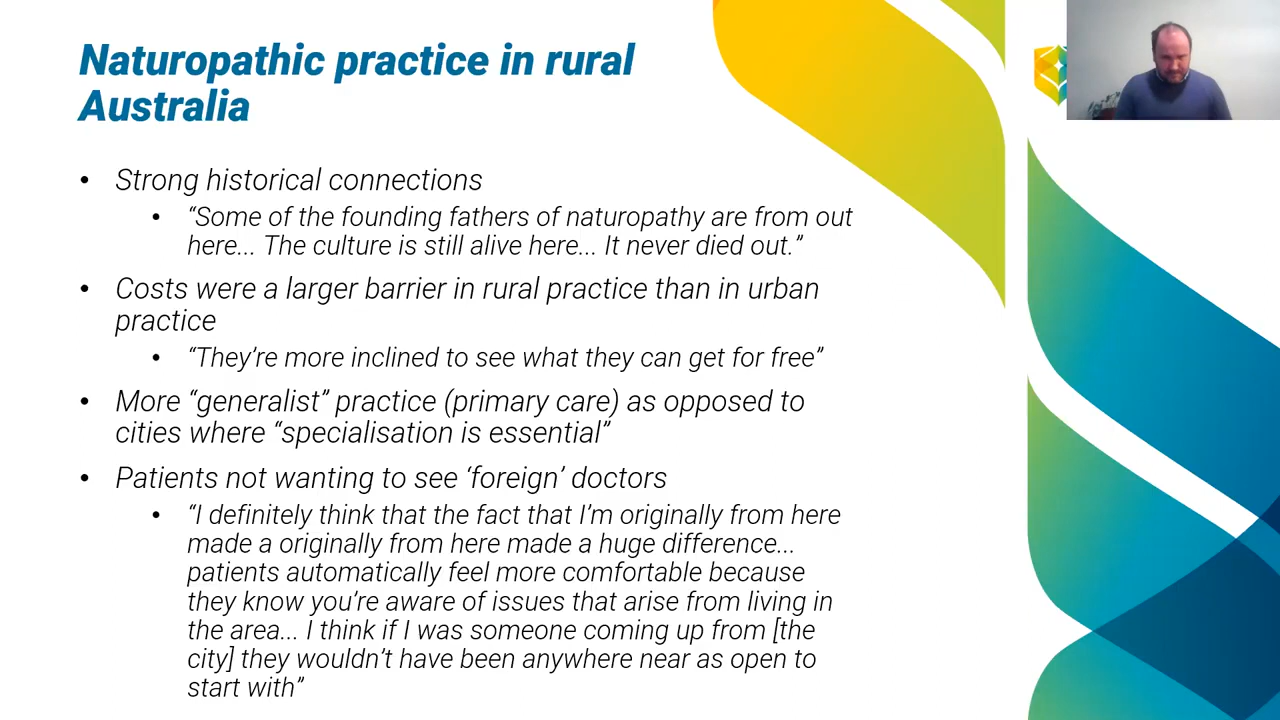 Naturopathic practice in rural
Australia
• Strong historical connections
• “Some of the founding fathers of naturopathy are from out
here... The culture is still alive here... It never died out.”
• Costs were a larger barrier in rural practice than in urban
practice
• “They’re more inclined to see what they can get for free”
• More “generalist” practice (primary care) as opposed to
cities where “specialisation is essential”
• Patients not wanting to see ‘foreign’ doctors
• “I definitely think that the fact that I’m originally from here
made a originally from here made a huge difference...
patients automatically feel more comfortable because
they know you’re aware of issues that arise from living in
the area... I think if I was someone coming up from [the
city] they wouldn’t have been anywhere near as open to
start with”